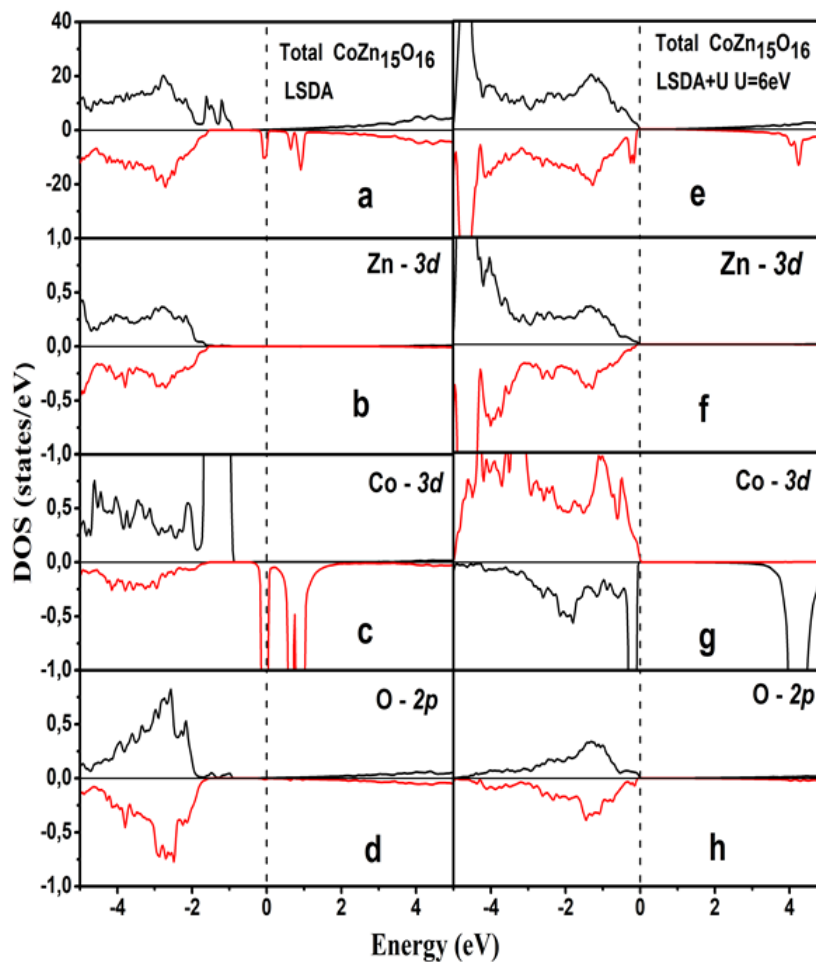 40
20
0
-20
1,0
0,5
0,0
-0,5
-1,0
0,5
0,0
-0,5
-1,0
0,5
0,0
-0,5
-1,0
DOS (states/eV)
Total CoZn15O16
LSDA
a
Zn - 3d
b
Co - 3d
c
O - 2p
d
Total CoZn15O16
LSDA+U U=6eV
e
Zn - 3d
f
Co - 3d
g
O - 2p
h
-4 -2 0 2 4
-4 -2 0 2 4
Energy (eV)